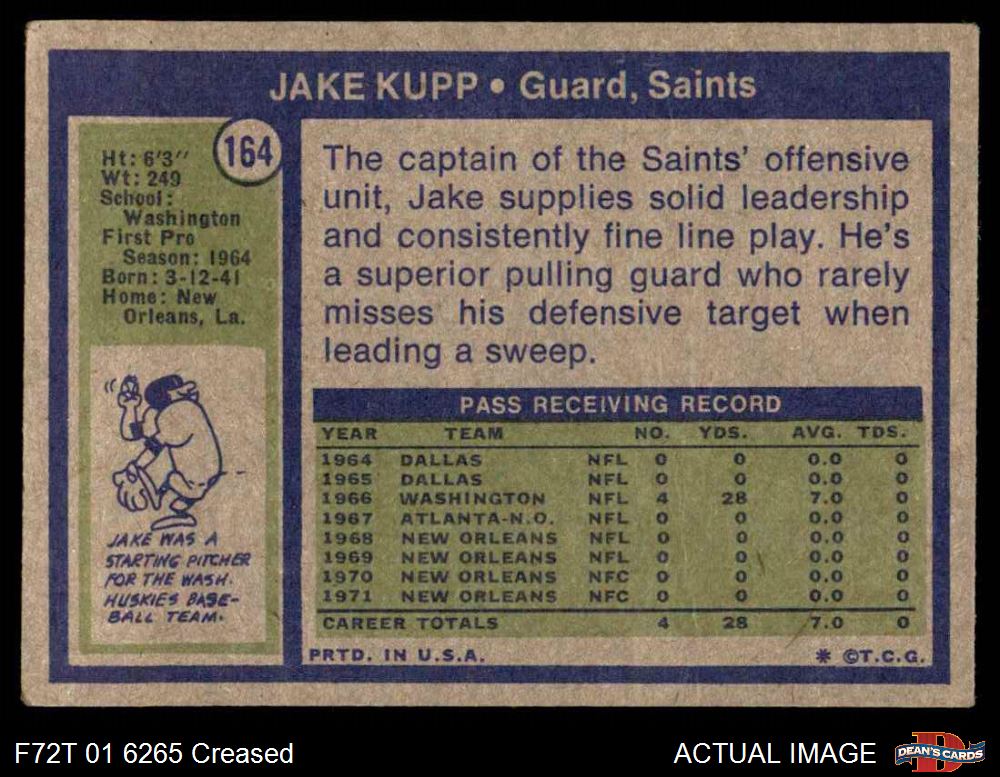 JAKE KUPP • Guard, Saints
164
Ht: 6'3"
Wt: 249
School:
Washington
First Pro
Season: 1964
Born: 3-12-41
Home: New
Orleans, La.
JAKE WAS A
STARTING PITCHER
FOR THE WASH.
HUSKIES BASE-
BALL TEAM.
The captain of the Saints' offensive
unit, Jake supplies solid leadership
and consistently fine line play. He's
a superior pulling guard who rarely
misses his defensive target when
leading a sweep.
PASS RECEIVING RECORD
YEAR TEAM NO. YDS. AVG. TDS.
1964 DALLAS NFL 0 0 0.0 0
1965 DALLAS NFL 0 0 0.0 0
1966 WASHINGTON NFL 4 28 7.0 0
1967 ATLANTA-N.O. NFL 0 0 0.0 0
1968 NEW ORLEANS NFL 0 0 0.0 0
1969 NEW ORLEANS NFL 0 0 0.0 0
1970 NEW ORLEANS NFC 0 0 0.0 0
1971 NEW ORLEANS NFC 0 0 0.0 0
CAREER TOTALS 4 28 7.0 0
PRTD. IN U.S.A. * ©T.C.G.
F72T 01 6265 Creased
ACTUAL IMAGE
DEAN'S CARDS